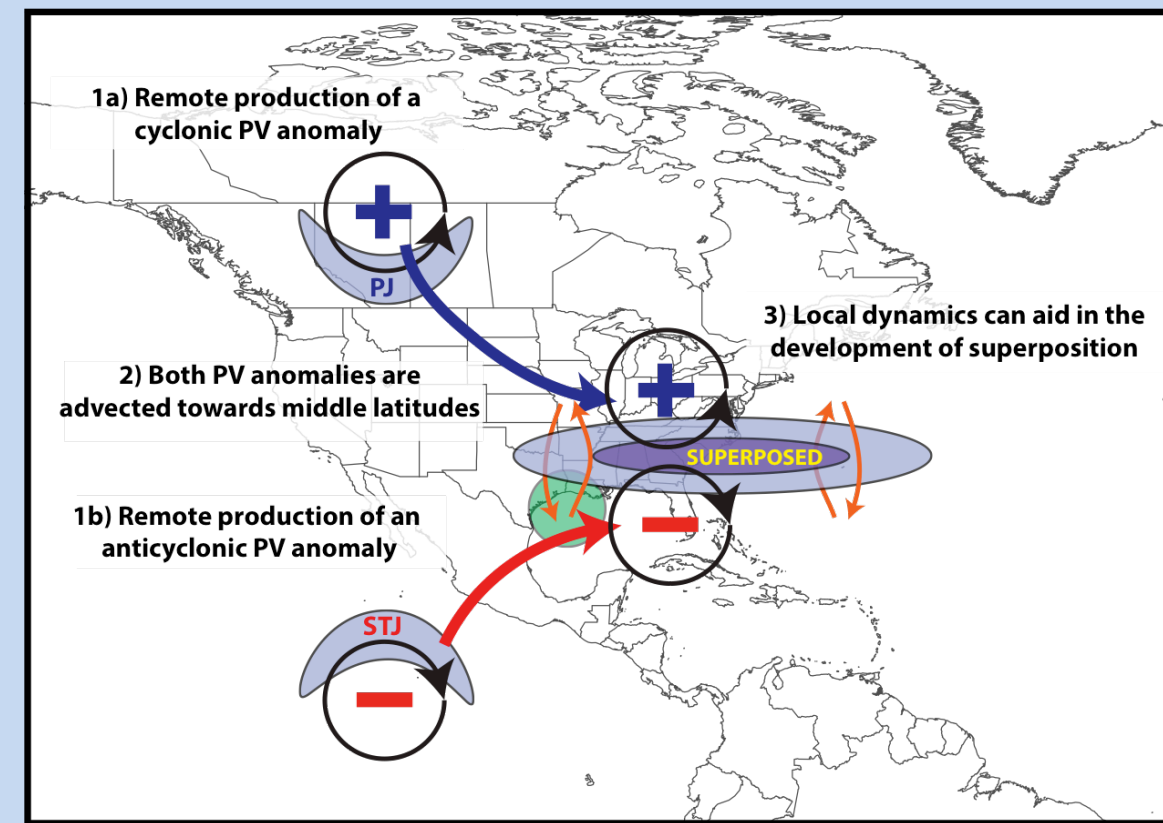 1a) Remote production of a
cyclonic PV anomaly
PJ
3) Local dynamics can aid in the
development of superposition
2) Both PV anomalies are
advected towards middle latitudes
SUPERPOSED
1b) Remote production of an
anticyclonic PV anomaly
STJ